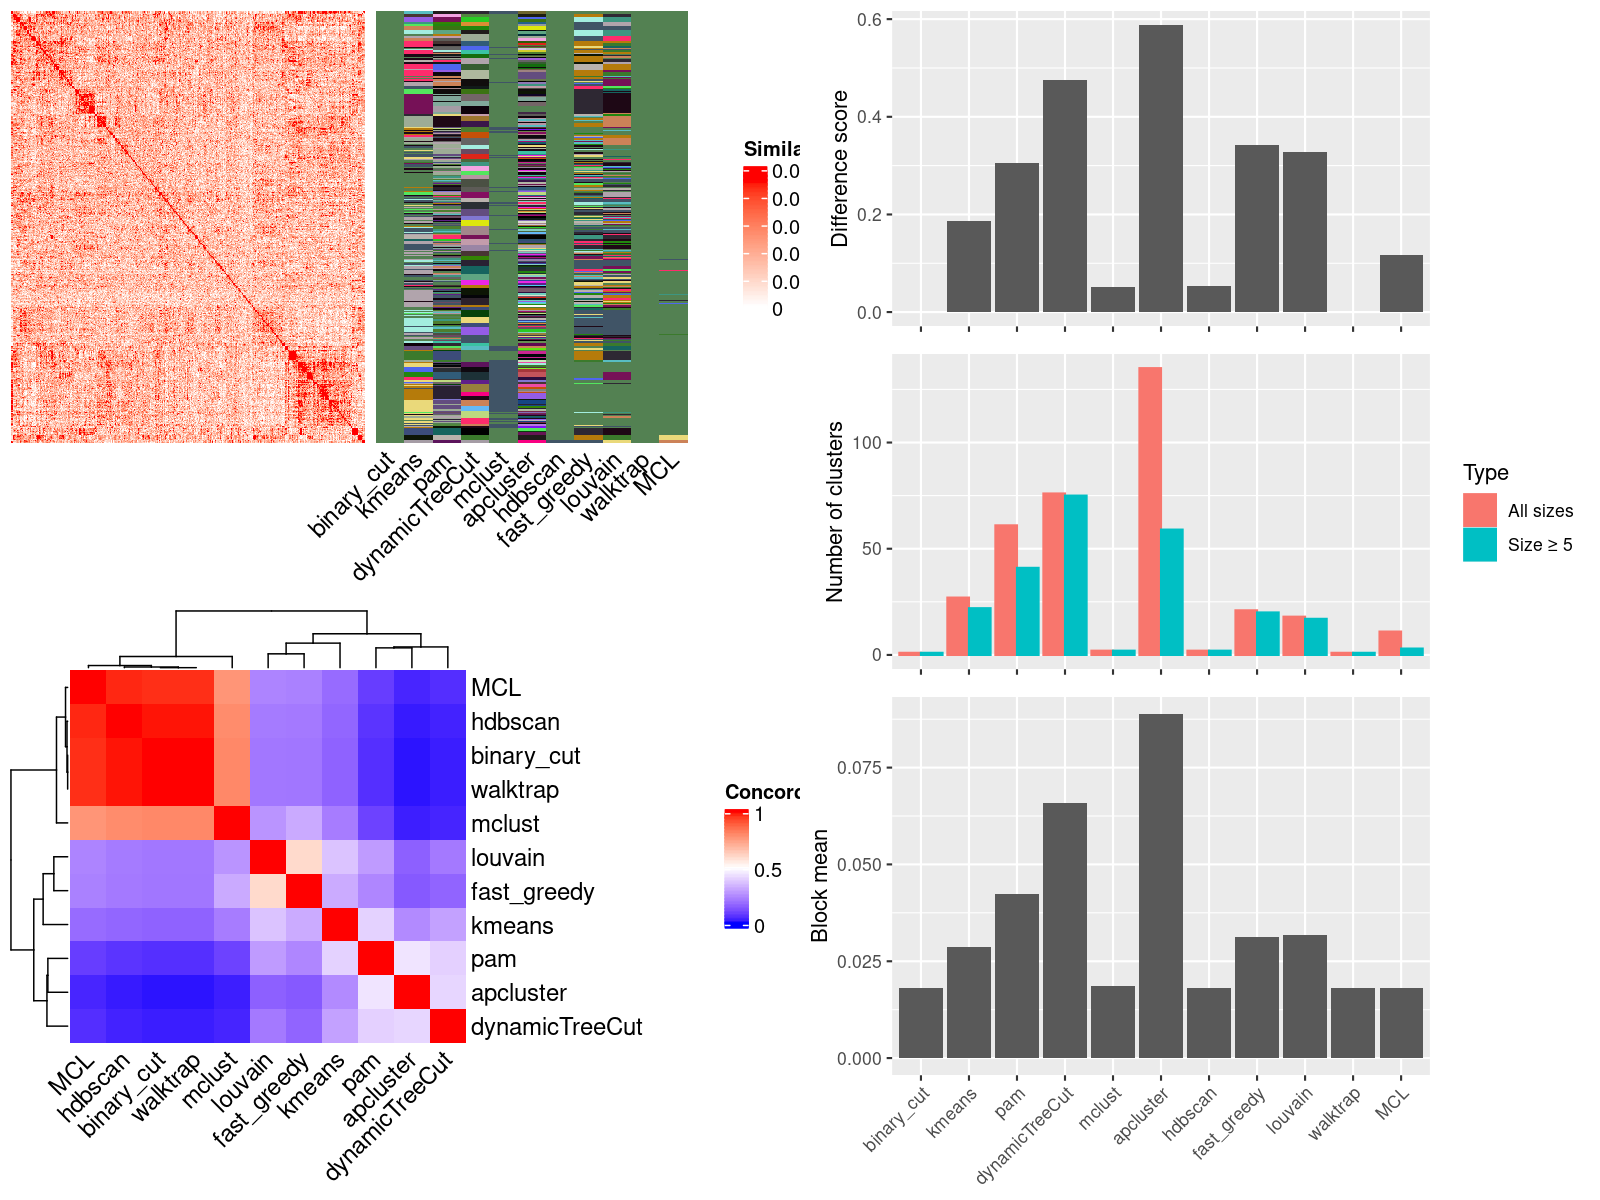 Simila
0.0
0.0
0.0
0.0
0
binary_cut
kmeans
pam
dynamicTreeCut
mclust
apcluster
hdbscan
fast_greedy
louvain
walktrap
MCL
MCL
hdbscan
binary_cut
walktrap
mclust
louvain
fast_greedy
kmeans
pam
apcluster
dynamicTreeCut
MCL
hdbscan
binary_cut
walktrap
mclust
louvain
fast_greedy
kmeans
pam
apcluster
dynamicTreeCut
Concord
1
0.5
0
Difference score
0.6
0.4
0.2
0.0
Number of clusters
100
50
0
Type
All sizes
Size ≥ 5
Block mean
0.075
0.050
0.025
0.000
binary_cut
kmeans
pam
dynamicTreeCut
mclust
apcluster
hdbscan
fast_greedy
louvain
walktrap
MCL